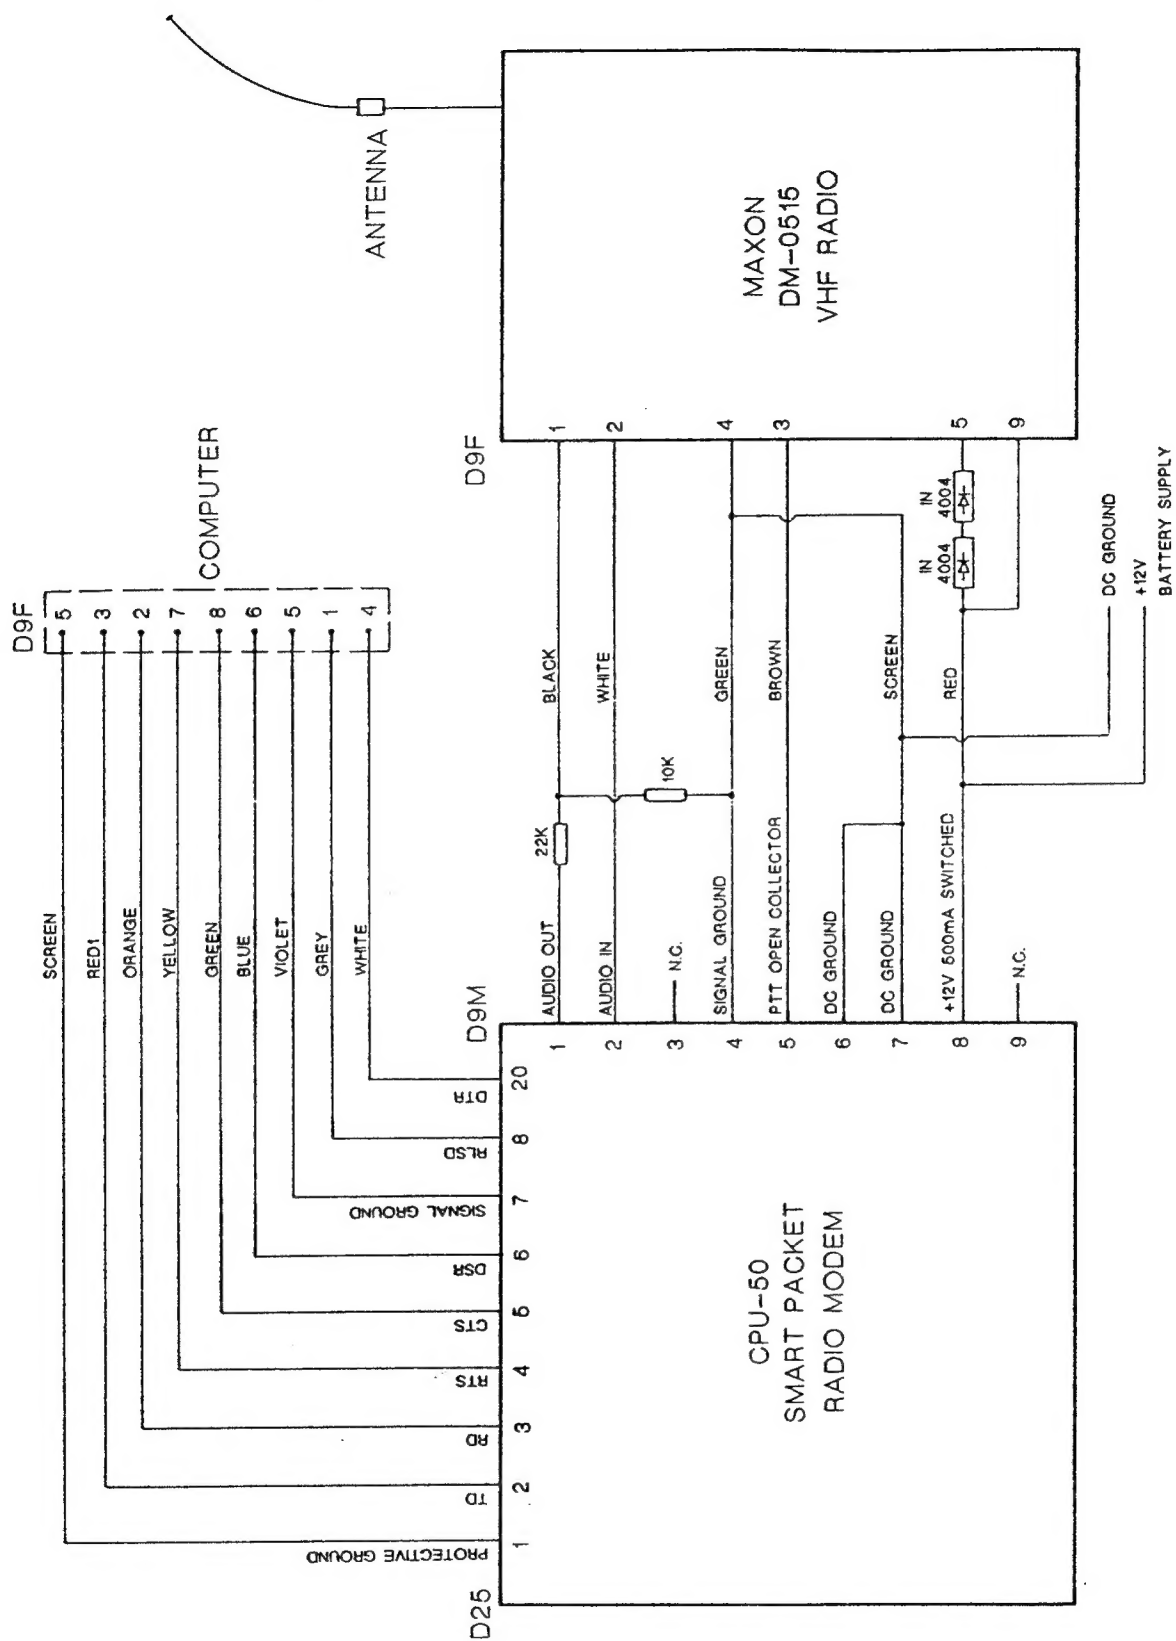 ANTENNA
MAXON
DM-0515
VHF RADIO
D9F
1
2
4
3
5
9
COMPUTER
D9F
5
3
2
7
8
6
5
1
4
SCREEN
RED1
ORANGE
YELLOW
GREEN
BLUE
VIOLET
GREY
WHITE
BLACK
WHITE
GREEN
BROWN
SCREEN
RED
IN
4004
IN
4004
DC GROUND
+12V
BATTERY SUPPLY
22K
10K
D9M
AUDIO OUT
AUDIO IN
N.C.
SIGNAL GROUND
PTT OPEN COLLECTOR
DC GROUND
DC GROUND
+12V 500mA SWITCHED
N.C.
1
2
3
4
5
6
7
8
9
D25
PROTECTIVE GROUND
TD
RD
RTS
CTS
DSR
SIGNAL GROUND
RLSD
DTR
1
2
3
4
5
6
7
8
20
CPU-50
SMART PACKET
RADIO MODEM